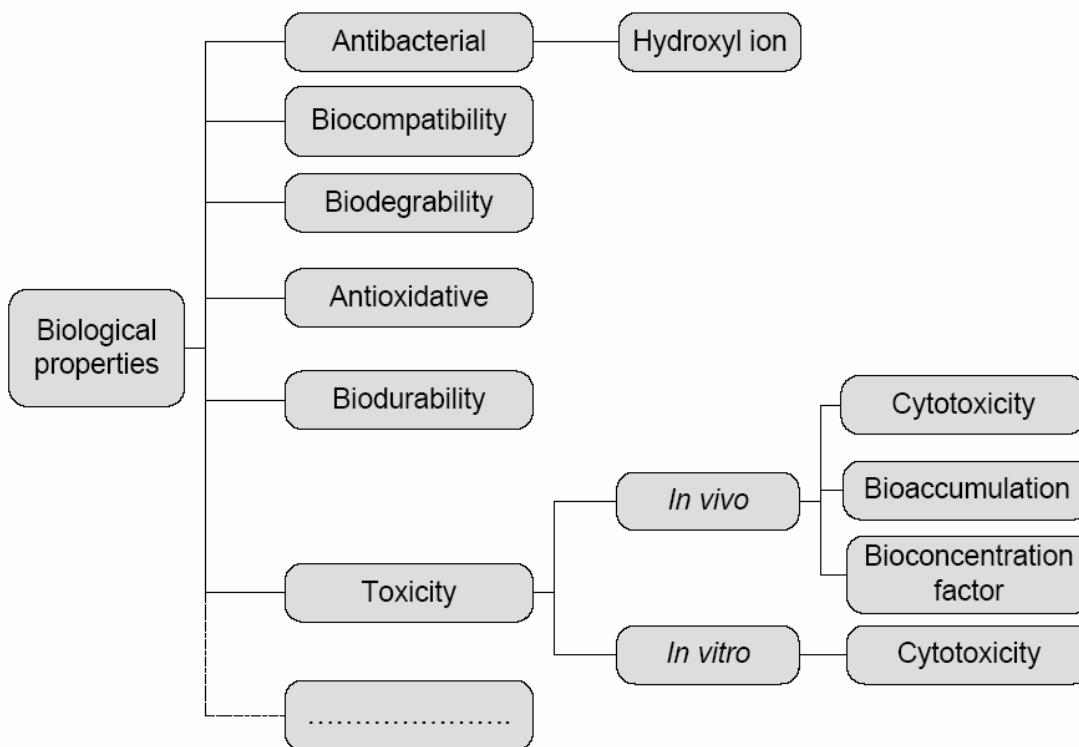 Antibacterial
Hydroxyl ion
Biocompatibility
Biodegrability
Antioxidative
Biological
properties
Biodurability
Cytotoxicity
In vivo
Bioaccumulation
Bioconcentration
factor
Toxicity
In vitro
Cytotoxicity
.......................